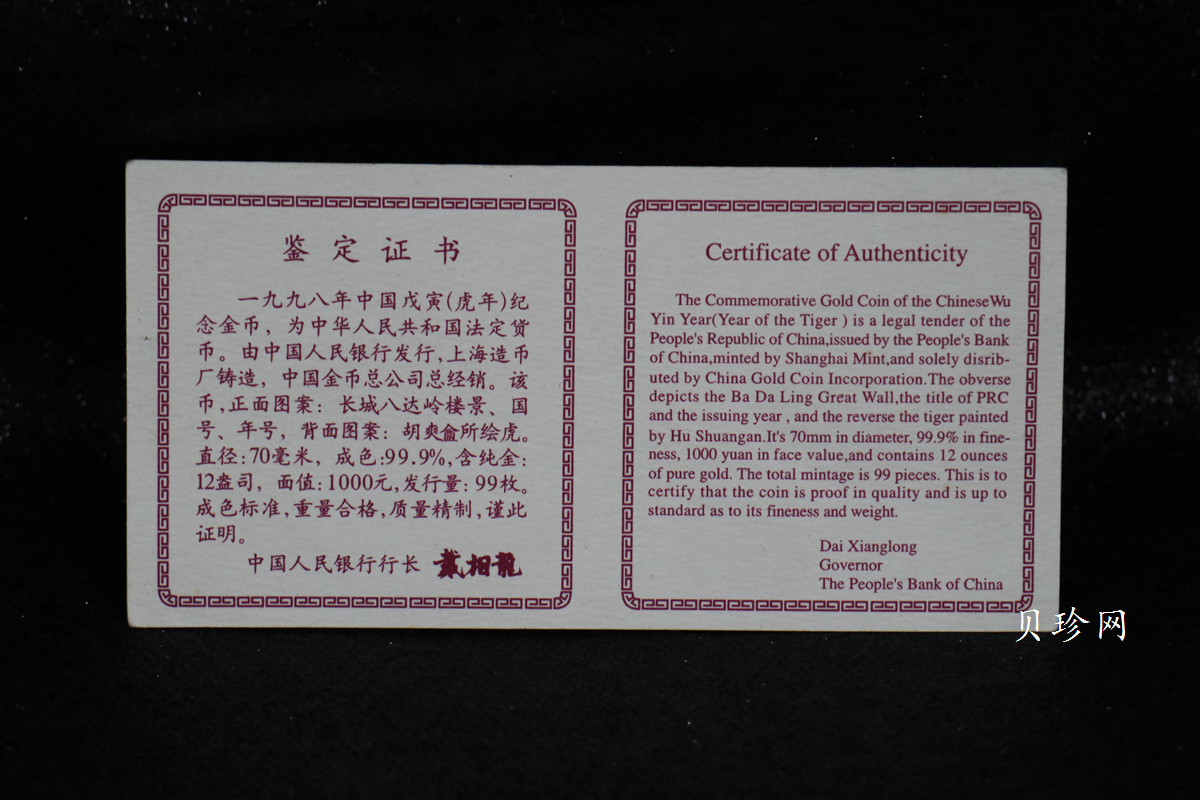 鉴定证书
一九九八年中国戊寅(虎年)纪
念金币，为中华人民共和国法定货
币。由中国人民银行发行,上海造币
厂铸造，中国金币总公司总经销。该
币,正面图案：长城八达岭楼景、国
号、年号，背面图案：胡爽盦所绘虎。
直径:70毫米，成色:99.9%,含纯金:
12盎司，面值:1000元,发行量:99枚。
成色标准,重量合格,质量精制,谨此
证明。
中国人民银行行长 戴相龍
Certificate of Authenticity
The Commemorative Gold Coin of the ChineseWu
Yin Year(Year of the Tiger ) is a legal tender of the
People's Republic of China,issued by the People's Bank
of China,minted by Shanghai Mint,and solely disrib-
uted by China Gold Coin Incorporation.The obverse
depicts the Ba Da Ling Great Wall,the title of PRC
and the issuing year , and the reverse the tiger painted
by Hu Shuangan.It's 70mm in diameter, 99.9% in fine-
ness, 1000 yuan in face value,and contains 12 ounces
of pure gold. The total mintage is 99 pieces. This is to
certify that the coin is proof in quality and is up to
standard as to its fineness and weight.
Dai Xianglong
Governor
The People's Bank of China
贝珍网